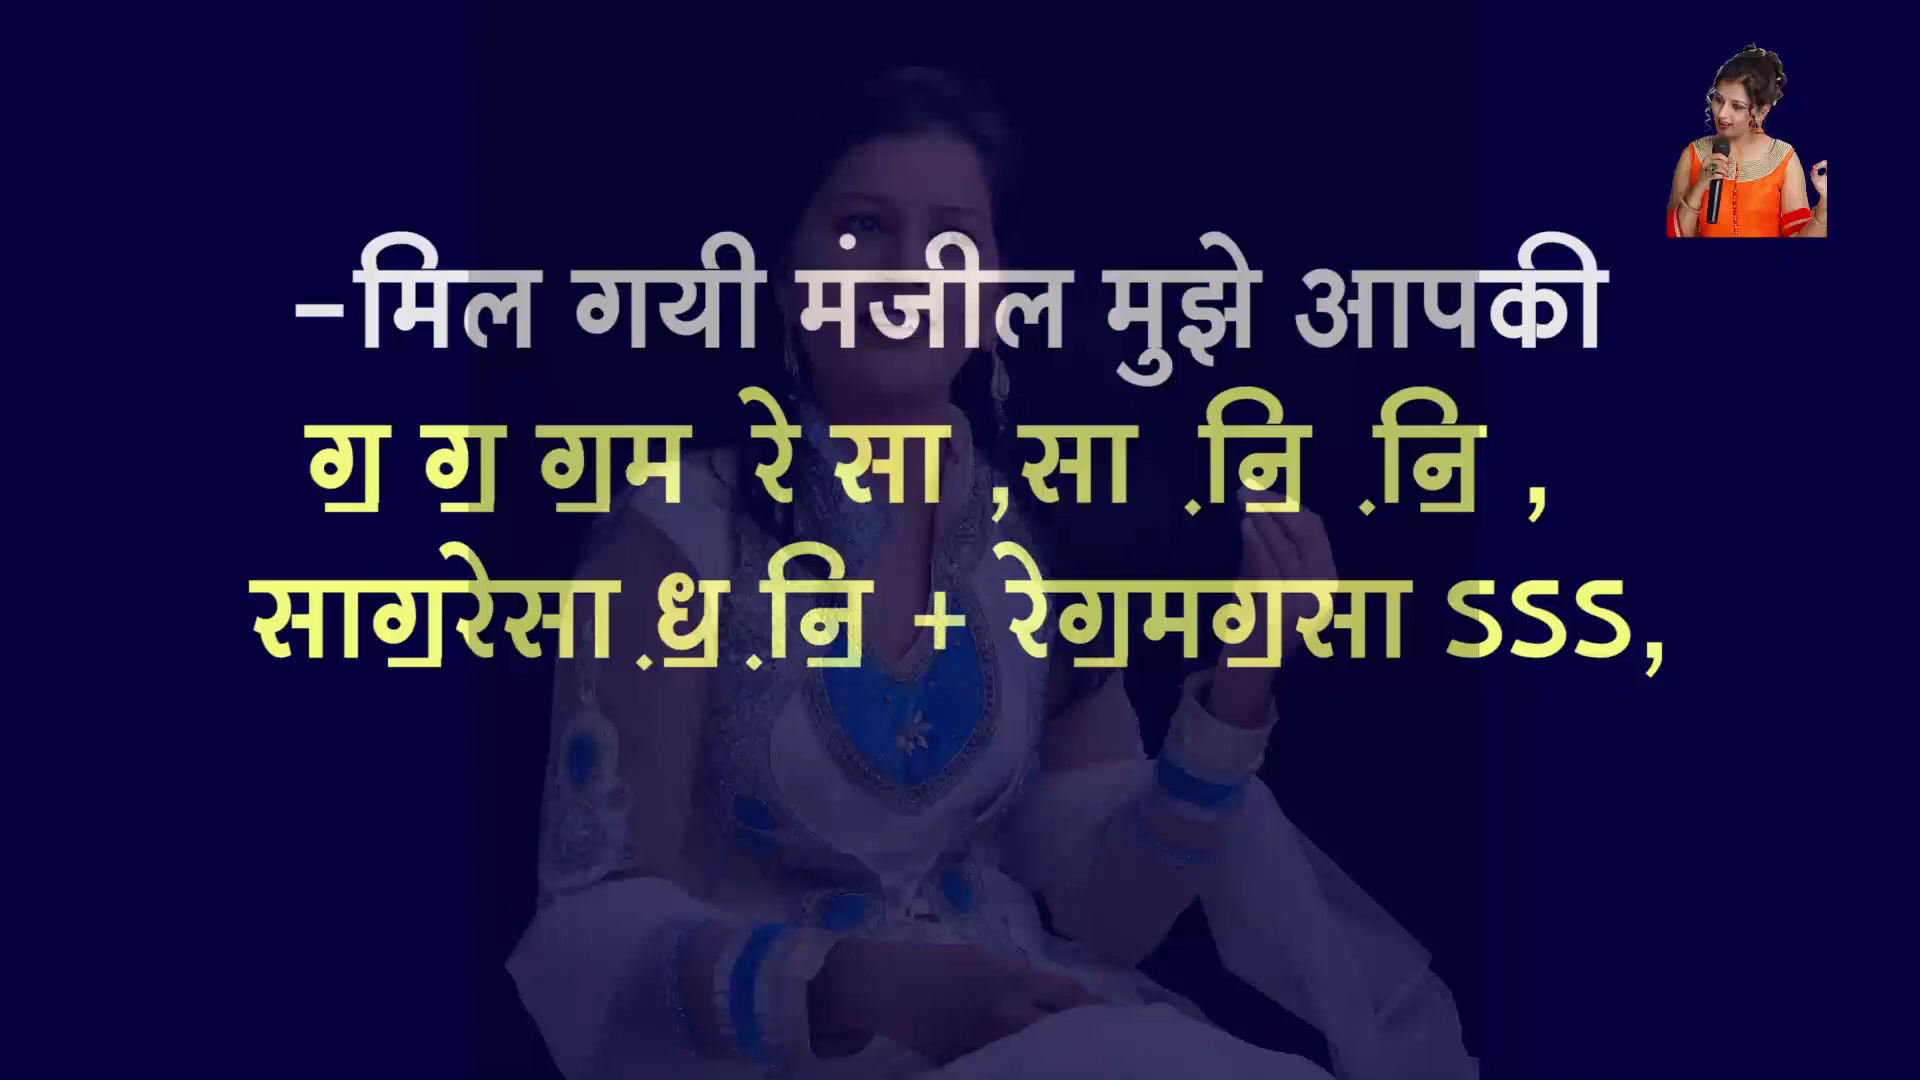 -मिल गयी मंजील मुझे आपकी
ग॒ ग॒ ग॒म रे सा ,सा .नि॒ .नि॒ ,
साग॒रेसा .ध॒ .नि॒ + रेग॒मग॒सा ऽऽऽ,